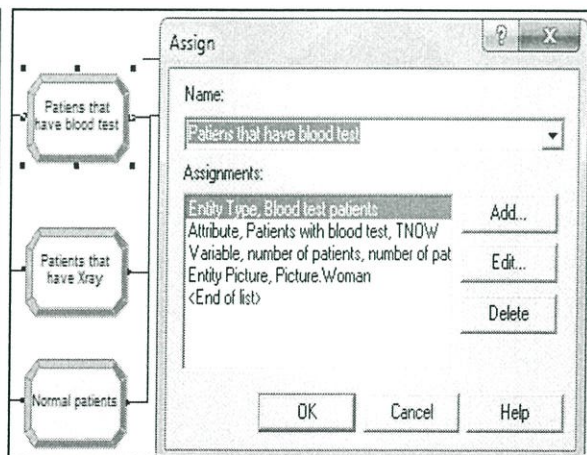 Patiens that
have blood test
Patients that
have Xray
Normal patients
Assign
?
X
Name:
Patiens that have blood test
Assignments:
Entity Type, Blood test patients
Attribute, Patients with blood test, TNOW
Variable, number of patients, number of pat
Entity Picture, Picture.Woman
<End of list>
Add...
Edit...
Delete
OK
Cancel
Help